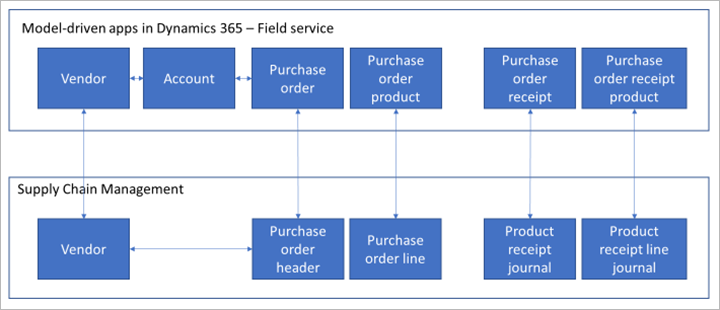 Model-driven apps in Dynamics 365 – Field service
Vendor
Account
Purchase
order
Purchase
order
product
Purchase
order
receipt
Purchase
order receipt
product
Supply Chain Management
Vendor
Purchase
order
header
Purchase
order line
Product
receipt
journal
Product
receipt line
journal